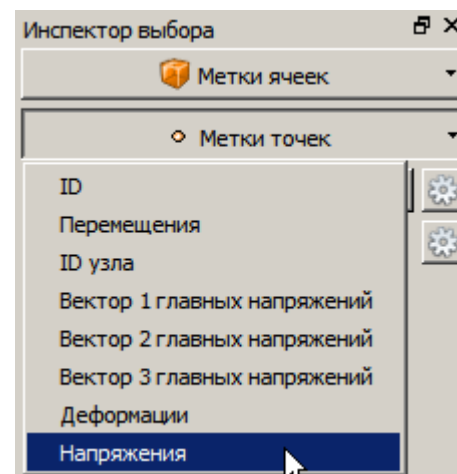 Инспектор выбора
Метки ячеек
Метки точек
ID
Перемещения
ID узла
Вектор 1 главных напряжений
Вектор 2 главных напряжений
Вектор 3 главных напряжений
Деформации
Напряжения